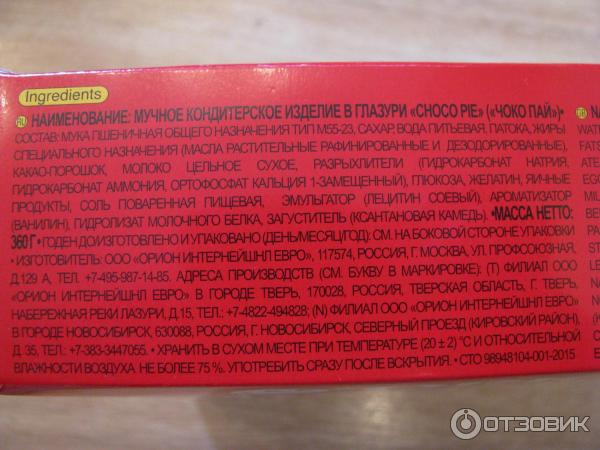 Ingredients
RU НАИМЕНОВАНИЕ: МУЧНОЕ КОНДИТЕРСКОЕ ИЗДЕЛИЕ В ГЛАЗУРИ «CHOCO PIE» («ЧОКО ПАЙ»)•
СОСТАВ: МУКА ПШЕНИЧНАЯ ОБЩЕГО НАЗНАЧЕНИЯ ТИП М55-23, САХАР, ВОДА ПИТЬЕВАЯ, ПАТОКА, ЖИРЫ
СПЕЦИАЛЬНОГО НАЗНАЧЕНИЯ (МАСЛА РАСТИТЕЛЬНЫЕ РАФИНИРОВАННЫЕ И ДЕЗОДОРИРОВАННЫЕ),
КАКАО-ПОРОШОК, МОЛОКО ЦЕЛЬНОЕ СУХОЕ, РАЗРЫХЛИТЕЛИ (ГИДРОКАРБОНАТ НАТРИЯ,
ГИДРОКАРБОНАТ АММОНИЯ, ОРТОФОСФАТ КАЛЬЦИЯ 1-ЗАМЕЩЕННЫЙ), ГЛЮКОЗА, ЖЕЛАТИН, ЯИЧНЫЕ
ПРОДУКТЫ, СОЛЬ ПОВАРЕННАЯ ПИЩЕВАЯ, ЭМУЛЬГАТОР (ЛЕЦИТИН СОЕВЫЙ), АРОМАТИЗАТОР
(ВАНИЛИН), ГИДРОЛИЗАТ МОЛОЧНОГО БЕЛКА, ЗАГУСТИТЕЛЬ (КСАНТАНОВАЯ КАМЕДЬ). •МАССА НЕТТО:
360 Г • ГОДЕН ДО/ИЗГОТОВЛЕНО И УПАКОВАНО (ДЕНЬ/МЕСЯЦ/ГОД): СМ. НА БОКОВОЙ СТОРОНЕ УПАКОВКИ
• ИЗГОТОВИТЕЛЬ: ООО «ОРИОН ИНТЕРНЕЙШНЛ ЕВРО», 117574, РОССИЯ, Г. МОСКВА, УЛ. ПРОФСОЮЗНАЯ,
Д.129 А, ТЕЛ. +7-495-987-14-85. АДРЕСА ПРОИЗВОДСТВ (СМ. БУКВУ В МАРКИРОВКЕ): (Т) ФИЛИАЛ ООО
«ОРИОН ИНТЕРНЕЙШНЛ ЕВРО» В ГОРОДЕ ТВЕРЬ, 170028, РОССИЯ, ТВЕРСКАЯ ОБЛАСТЬ, Г. ТВЕРЬ,
НАБЕРЕЖНАЯ РЕКИ ЛАЗУРИ, Д.15, ТЕЛ.: +7-4822-494828; (N) ФИЛИАЛ ООО «ОРИОН ИНТЕРНЕЙШНЛ ЕВРО»
В ГОРОДЕ НОВОСИБИРСК, 630088, РОССИЯ, Г. НОВОСИБИРСК, СЕВЕРНЫЙ ПРОЕЗД (КИРОВСКИЙ РАЙОН),
Д. 35, ТЕЛ.: +7-383-3447055. • ХРАНИТЬ В СУХОМ МЕСТЕ ПРИ ТЕМПЕРАТУРЕ (20 ± 2) °С И ОТНОСИТЕЛЬНОЙ
ВЛАЖНОСТИ ВОЗДУХА НЕ БОЛЕЕ 75 %. УПОТРЕБИТЬ СРАЗУ ПОСЛЕ ВСКРЫТИЯ. • СТО 98948104-001-2015
ОТЗОВИК